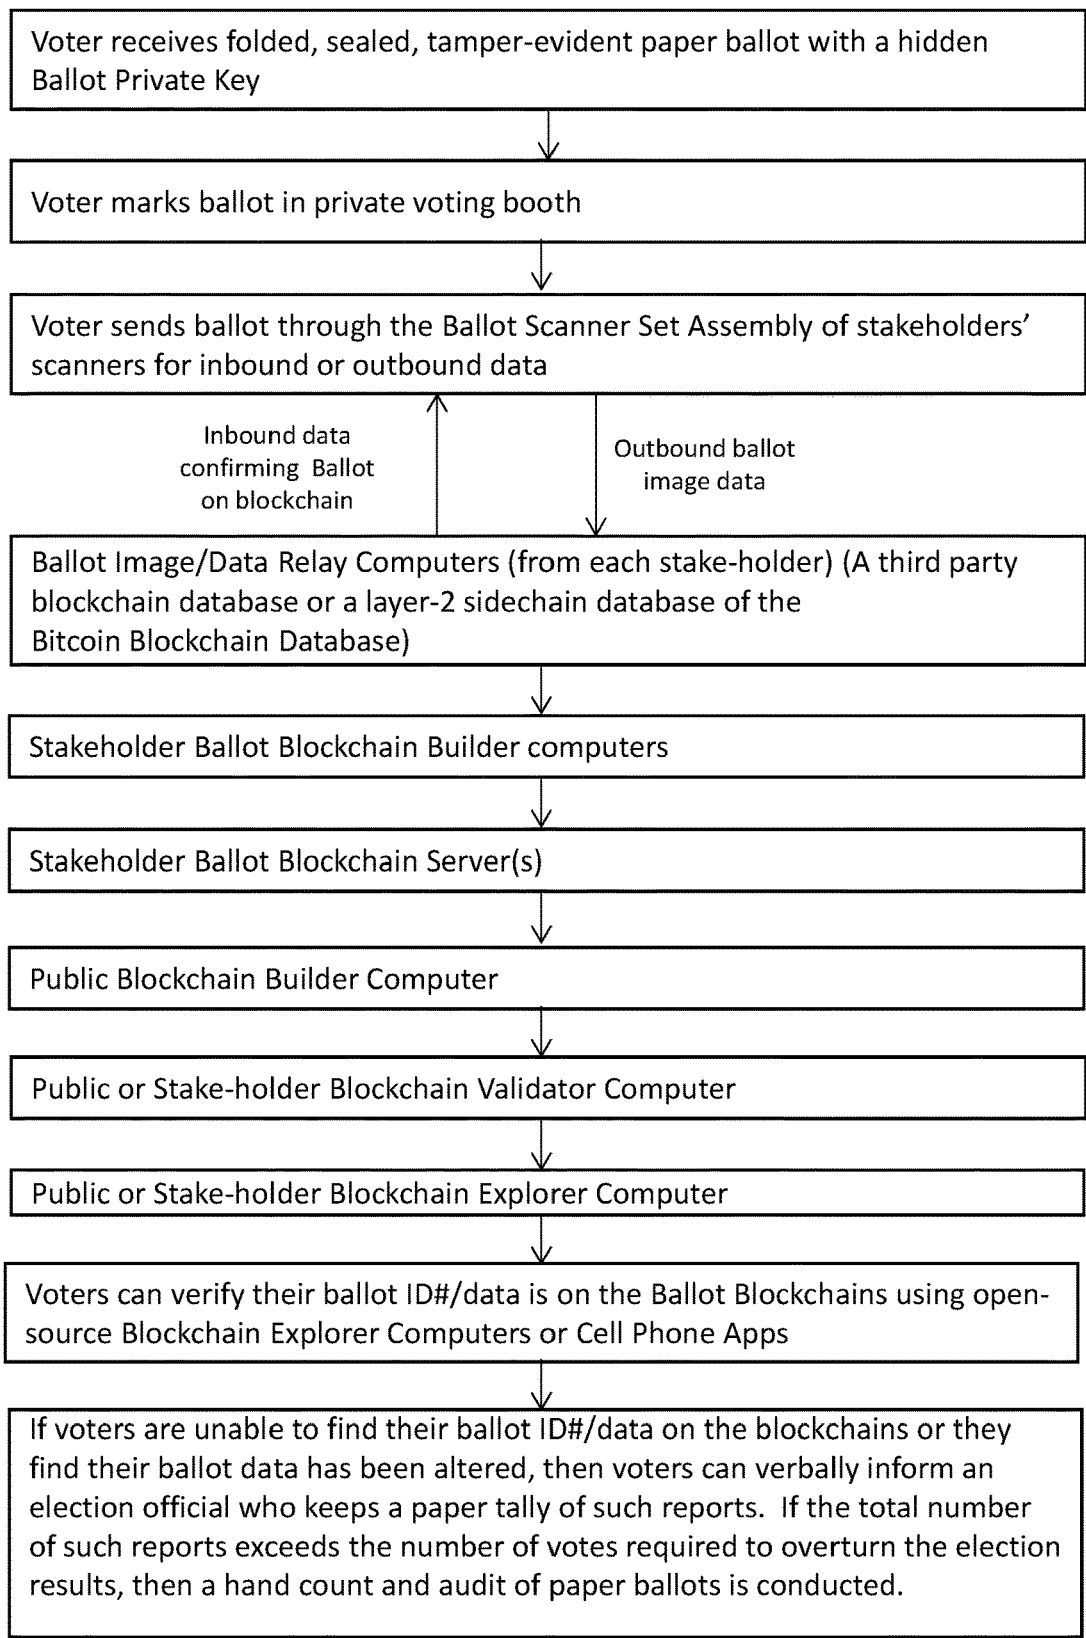 Voter receives folded, sealed, tamper-evident paper ballot with a hidden
Ballot Private Key
Voter marks ballot in private voting booth
Voter sends ballot through the Ballot Scanner Set Assembly of stakeholders’
scanners for inbound or outbound data
Inbound data
confirming Ballot
on blockchain
Outbound ballot
image data
Ballot Image/Data Relay Computers (from each stake-holder) (A third party
blockchain database or a layer-2 sidechain database of the
Bitcoin Blockchain Database)
Stakeholder Ballot Blockchain Builder computers
Stakeholder Ballot Blockchain Server(s)
Public Blockchain Builder Computer
Public or Stake-holder Blockchain Validator Computer
Public or Stake-holder Blockchain Explorer Computer
Voters can verify their ballot ID#/data is on the Ballot Blockchains using open-
source Blockchain Explorer Computers or Cell Phone Apps
If voters are unable to find their ballot ID#/data on the blockchains or they
find their ballot data has been altered, then voters can verbally inform an
election official who keeps a paper tally of such reports.  If the total number
of such reports exceeds the number of votes required to overturn the election
results, then a hand count and audit of paper ballots is conducted.